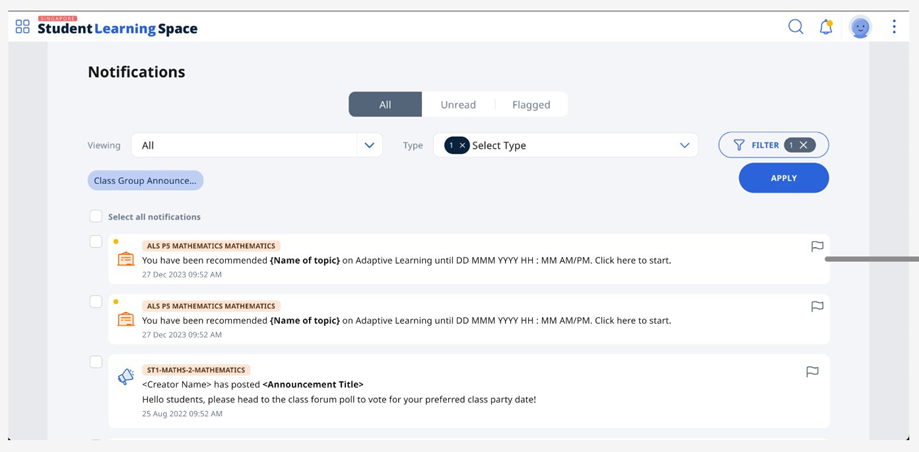 SINGAPORE
Student Learning Space
Notifications
All Unread Flagged
Viewing All Type 1 × Select Type FILTER 1 ×
Class Group Announce... APPLY
Select all notifications
ALS P5 MATHEMATICS MATHEMATICS
You have been recommended {Name of topic} on Adaptive Learning until DD MMM YYYY HH : MM AM/PM. Click here to start.
27 Dec 2023 09:52 AM
ALS P5 MATHEMATICS MATHEMATICS
You have been recommended {Name of topic} on Adaptive Learning until DD MMM YYYY HH : MM AM/PM. Click here to start.
27 Dec 2023 09:52 AM
ST1-MATHS-2-MATHEMATICS
<Creator Name> has posted <Announcement Title>
Hello students, please head to the class forum poll to vote for your preferred class party date!
25 Aug 2022 09:52 AM